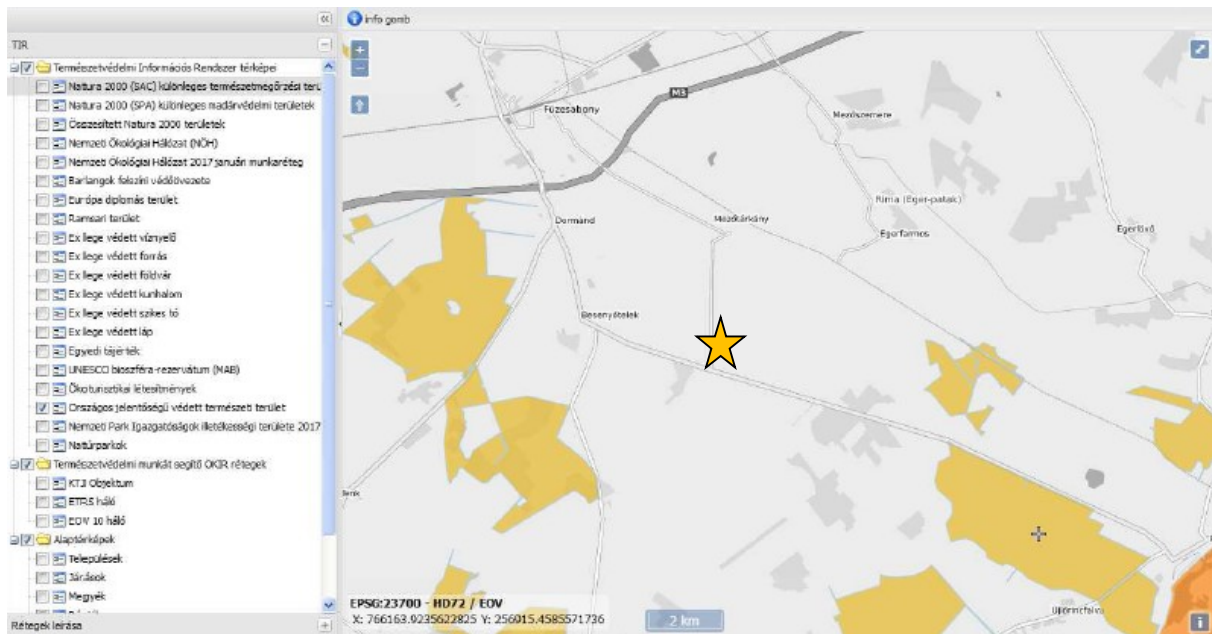 info gomb
TIR
Természetvédelmi Információs Rendszer térképei
Natura 2000 (SAC) különleges természetmegőrzési terü
Natura 2000 (SPA) különleges madárvédelmi területek
Összesített Natura 2000 területek
Nemzeti Ökológiai Hálózat (NÖH)
Nemzeti Ökológiai Hálózat 2017 januári munkaréteg
Barlangok felszíni védőövezete
Európa diplomás terület
Ramsari terület
Ex lege védett víznyelő
Ex lege védett forrás
Ex lege védett földvár
Ex lege védett kunhalom
Ex lege védett szikes tó
Ex lege védett láp
Egyedi tájérték
UNESCO bioszféra-rezervátum (MAB)
Ökoturisztikai létesítmények
Országos jelentőségű védett természeti terület
Nemzeti Park Igazgatóságok illetékességi területe 2017
Natúrparkok
Természetvédelmi munkát segítő OKIR rétegek
KTJ Objektum
ETRS háló
EOV 10 háló
Alaptérképek
Települések
Járások
Megyék
Rétegek leírása
M3
Füzesabony
Mezőszemere
Rima (Eger-patak)
Dormánd
Mezőtárkány
Egerfarmos
Egerlövő
Besenyőtelek
lenk
Újlőrincfalva
EPSG:23700 - HD72 / EOV
X: 766163.9235622825 Y: 256915.4585571736
2 km